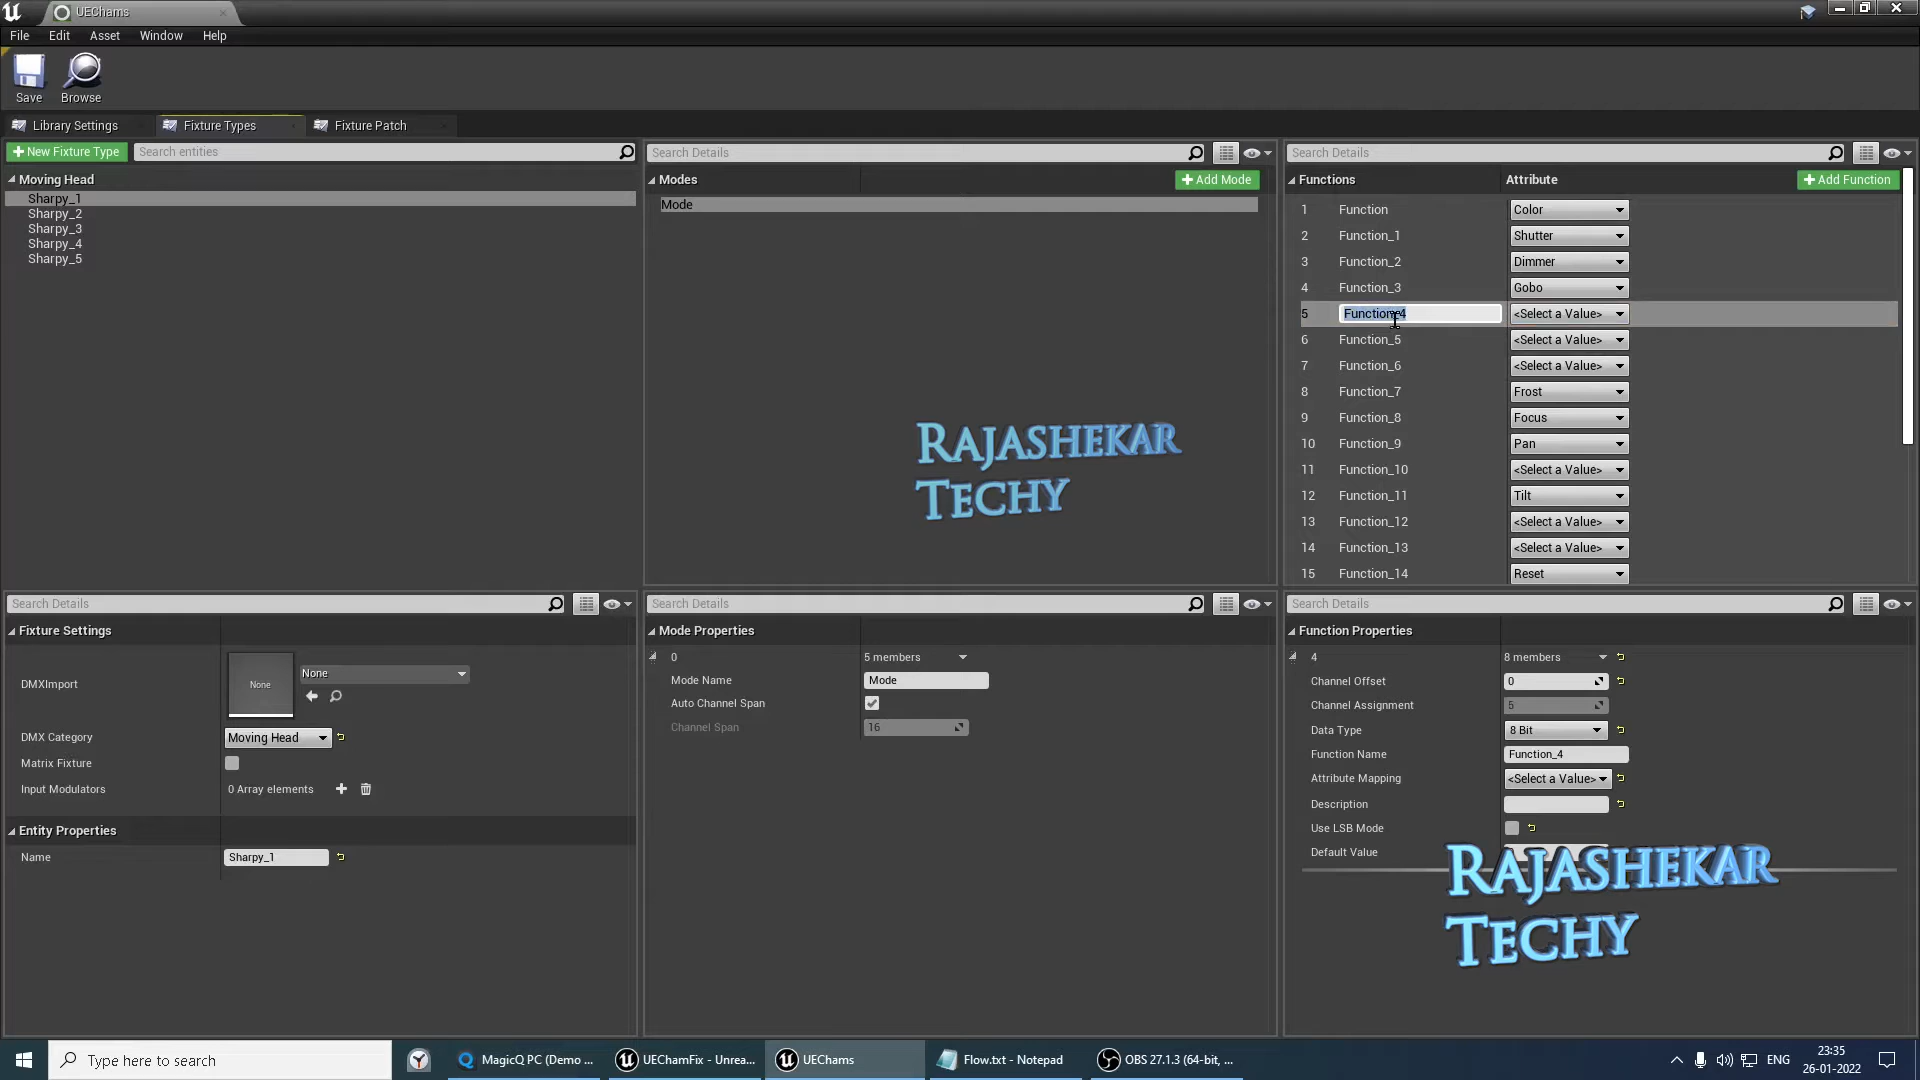 UEChams
File Edit Asset Window Help
Save Browse
Library Settings Fixture Types Fixture Patch
New Fixture Type Search entities
Moving Head
Sharpy_1
Sharpy_2
Sharpy_3
Sharpy_4
Sharpy_5
Search Details
Modes Add Mode
Mode
Search Details
Functions Attribute Add Function
1 Function Color
2 Function_1 Shutter
3 Function_2 Dimmer
4 Function_3 Gobo
5 Function_4 <Select a Value>
6 Function_5 <Select a Value>
7 Function_6 <Select a Value>
8 Function_7 Frost
9 Function_8 Focus
10 Function_9 Pan
11 Function_10 <Select a Value>
12 Function_11 Tilt
13 Function_12 <Select a Value>
14 Function_13 <Select a Value>
15 Function_14 Reset
RAJASHEKAR
TECHY
Search Details
Fixture Settings
DMXImport None None
DMX Category Moving Head
Matrix Fixture
Input Modulators 0 Array elements
Entity Properties
Name Sharpy_1
Search Details
Mode Properties
0 5 members
Mode Name Mode
Auto Channel Span
Channel Span 16
Search Details
Function Properties
4 8 members
Channel Offset 0
Channel Assignment 5
Data Type 8 Bit
Function Name Function_4
Attribute Mapping <Select a Value>
Description
Use LSB Mode
Default Value
RAJASHEKAR
TECHY
Type here to search MagicQ PC (Demo ... UEChamFix - Unrea... UEChams Flow.txt - Notepad OBS 27.1.3 (64-bit, ... ENG 23:35
26-01-2022